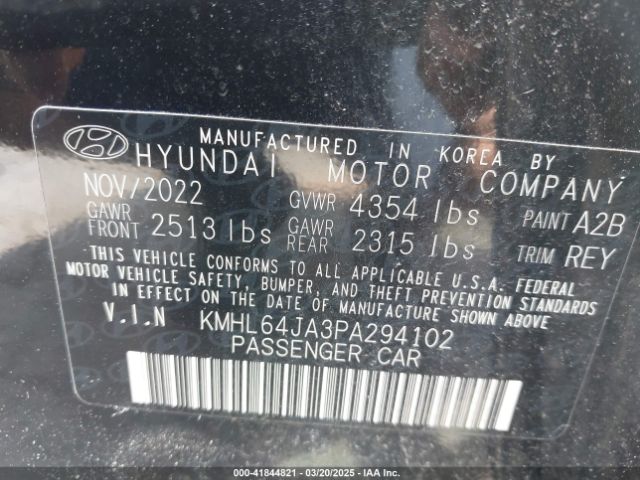 MANUFACTURED IN KOREA BY
HYUNDAI MOTOR COMPANY
NOV/2022 GVWR 4354 lbs PAINT A2B
GAWR FRONT 2513 lbs GAWR REAR 2315 lbs TRIM REY
THIS VEHICLE CONFORMS TO ALL APPLICABLE U.S.A. FEDERAL
MOTOR VEHICLE SAFETY, BUMPER, AND THEFT PREVENTION STANDARDS
IN EFFECT ON THE DATE OF MANUFACTURE SHOWN ABOVE.
V.I.N KMHL64JA3PA294102
PASSENGER CAR
000-41844821 - 03/20/2025 - IAA Inc.